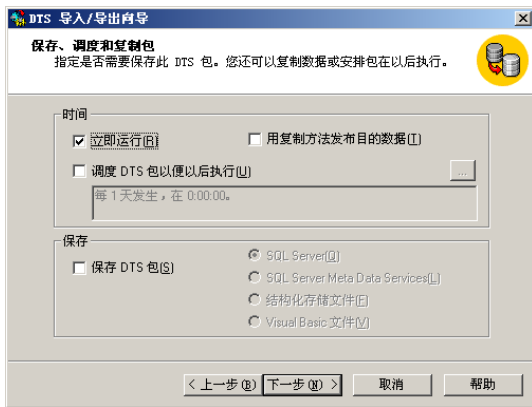 DTS 导入/导出向导
保存、调度和复制包
指定是否需要保存此 DTS 包。您还可以复制数据或安排包在以后执行。
时间
立即运行(R) 用复制方法发布目的数据(T)
调度 DTS 包以便以后执行(U) ...
每 1 天发生，在 0:00:00。
保存
保存 DTS 包(S) SQL Server(Q)
SQL Server Meta Data Services(L)
结构化存储文件(F)
Visual Basic 文件(V)
< 上一步(B) 下一步(N) > 取消 帮助